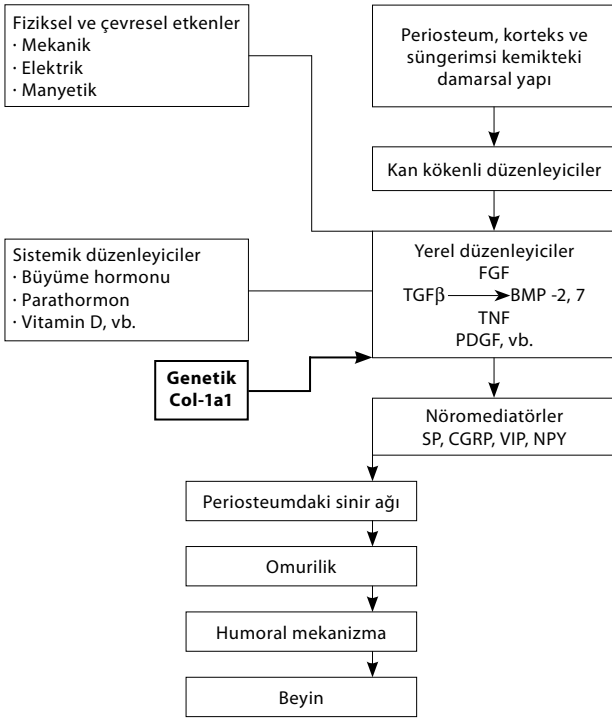 Fiziksel ve çevresel etkenler
· Mekanik
· Elektrik
· Manyetik
Periosteum, korteks ve
süngerimsi kemikteki
damarsal yapı
Kan kökenli düzenleyiciler
Sistemik düzenleyiciler
· Büyüme hormonu
· Parathormon
· Vitamin D, vb.
Yerel düzenleyiciler
FGF
TGFβ BMP -2, 7
TNF
PDGF, vb.
Genetik
Col-1a1
Nöromediatörler
SP, CGRP, VIP, NPY
Periosteumdaki sinir ağı
Omurilik
Humoral mekanizma
Beyin